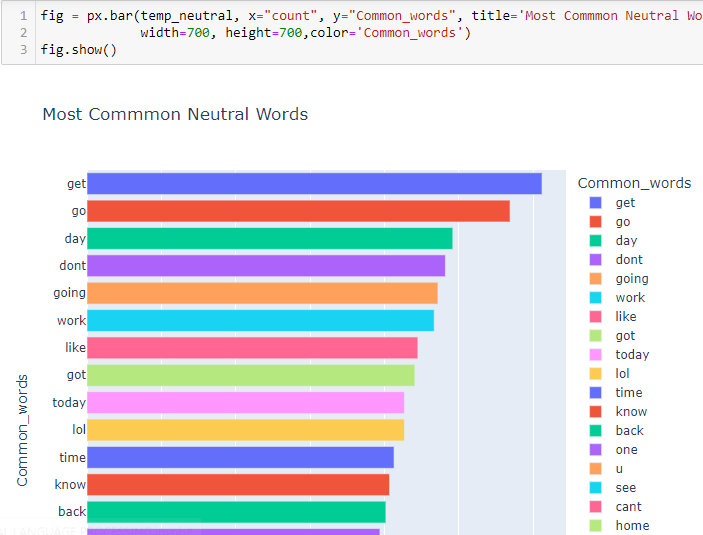 1 fig = px.bar(temp_neutral, x="count", y="Common_words", title='Most Commmon Neutral Wo
2 width=700, height=700,color='Common_words')
3 fig.show()
Most Commmon Neutral Words
Common_words
get
go
day
dont
going
work
like
got
today
lol
time
know
back
Common_words
get
go
day
dont
going
work
like
got
today
lol
time
know
back
one
u
see
cant
home